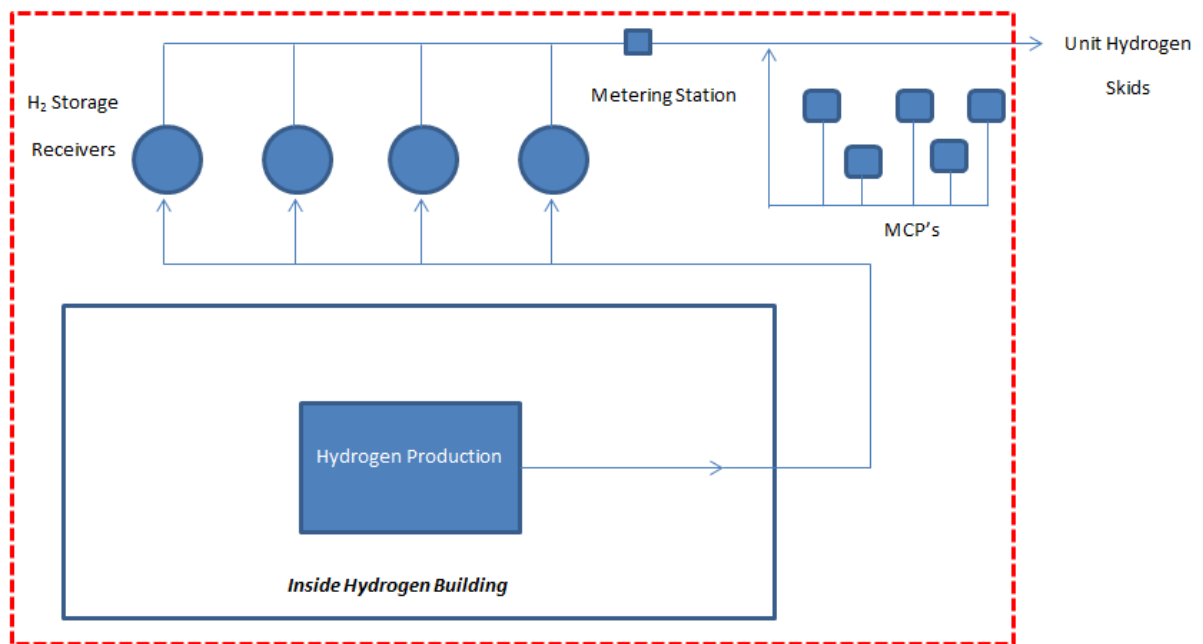 Unit Hydrogen
Skids
H₂ Storage
Receivers
Metering Station
MCP's
Hydrogen Production
Inside Hydrogen Building